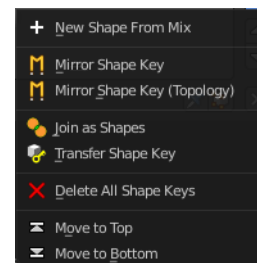 New Shape From Mix
Mirror Shape Key
Mirror Shape Key (Topology)
Join as Shapes
Transfer Shape Key
Delete All Shape Keys
Move to Top
Move to Bottom